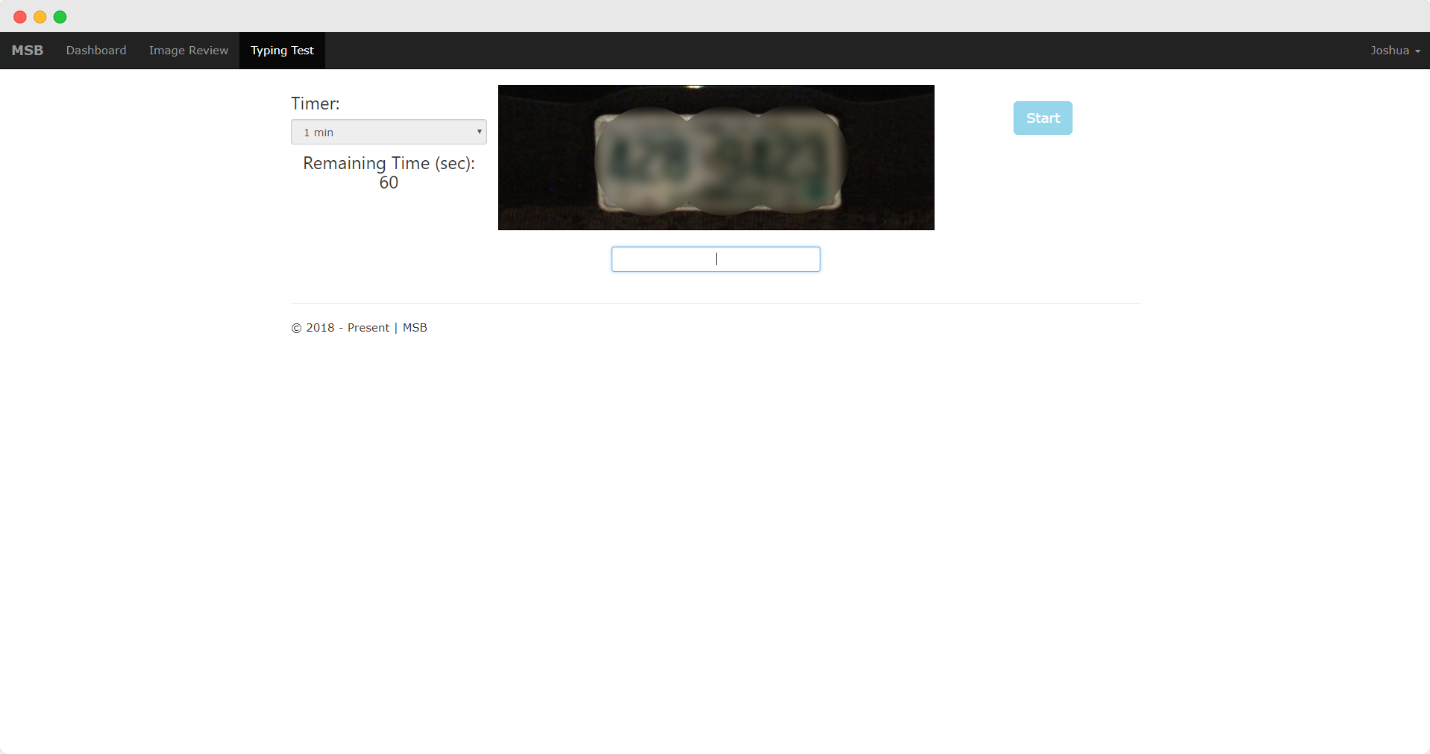 MSB Dashboard Image Review Typing Test Joshua
Timer:
1 min
Remaining Time (sec):
60
Start
© 2018 - Present | MSB